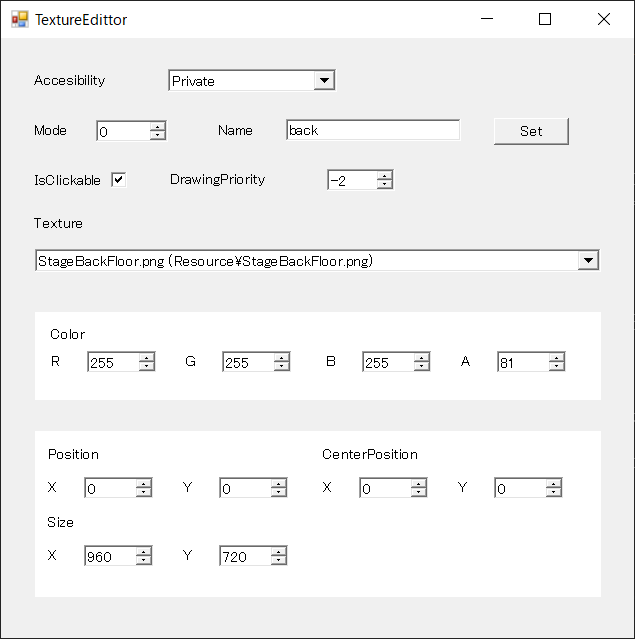 TextureEdittor
Accesibility Private
Mode 0 Name back Set
IsClickable DrawingPriority -2
Texture
StageBackFloor.png (Resource¥StageBackFloor.png)
Color
R 255 G 255 B 255 A 81
Position CenterPosition
X 0 Y 0 X 0 Y 0
Size
X 960 Y 720